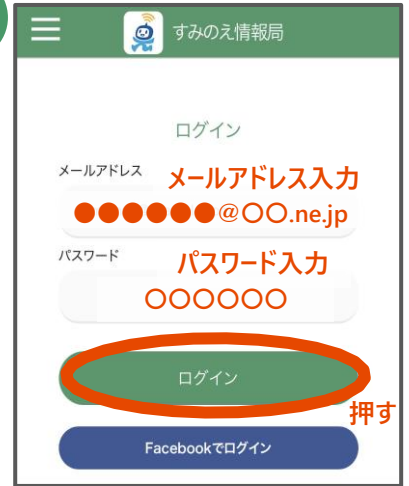 すみのえ情報局
ログイン
メールアドレス
メールアドレス入力
●●●●●●@〇〇.ne.jp
パスワード
パスワード入力
〇〇〇〇〇〇
ログイン
押す
Facebookでログイン